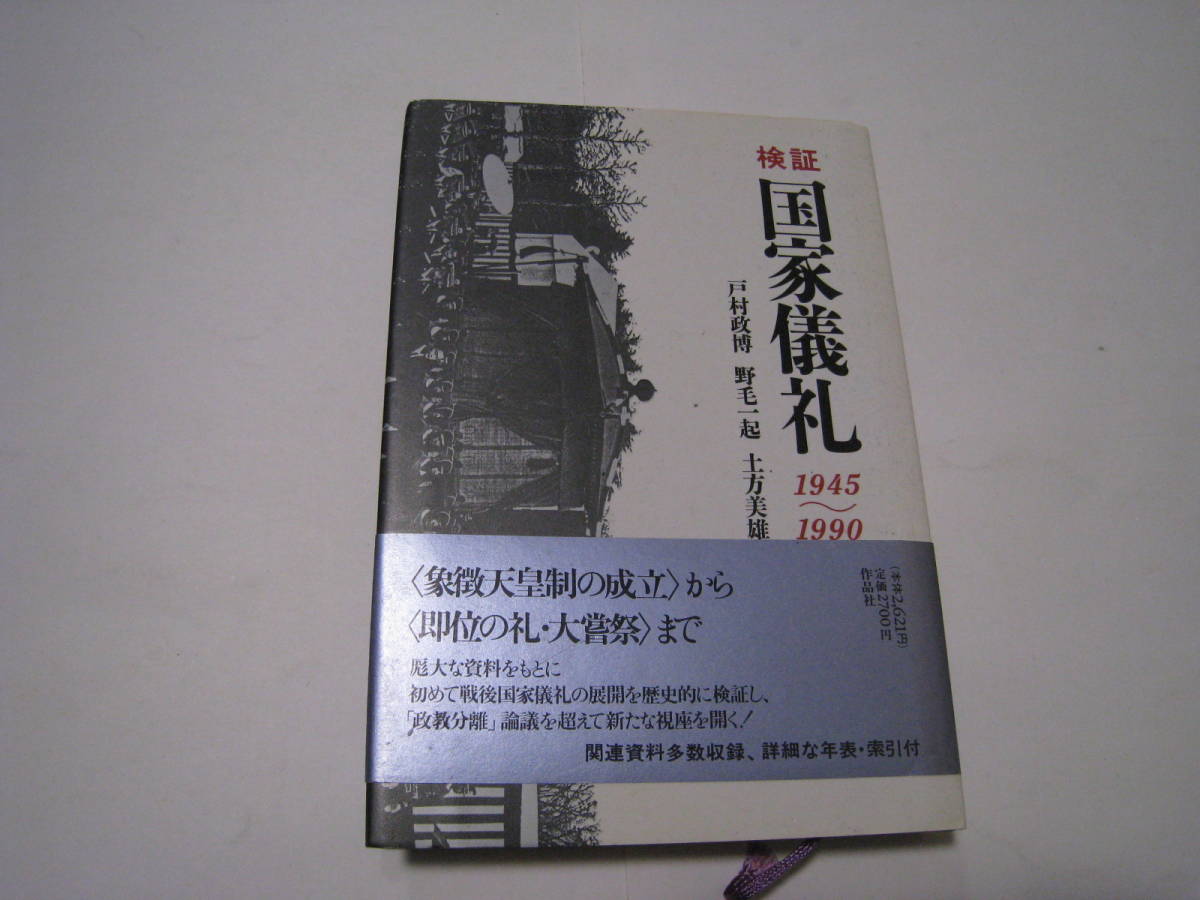 検証
国家儀礼
1945
〜
1990
戸村政博 野毛一起 土方美雄
〈象徴天皇制の成立〉から
〈即位の礼・大嘗祭〉まで
厖大な資料をもとに
初めて戦後国家儀礼の展開を歴史的に検証し、
「政教分離」論議を超えて新たな視座を開く！
関連資料多数収録、詳細な年表・索引付
(本体2,621円)
定価2700円
作品社